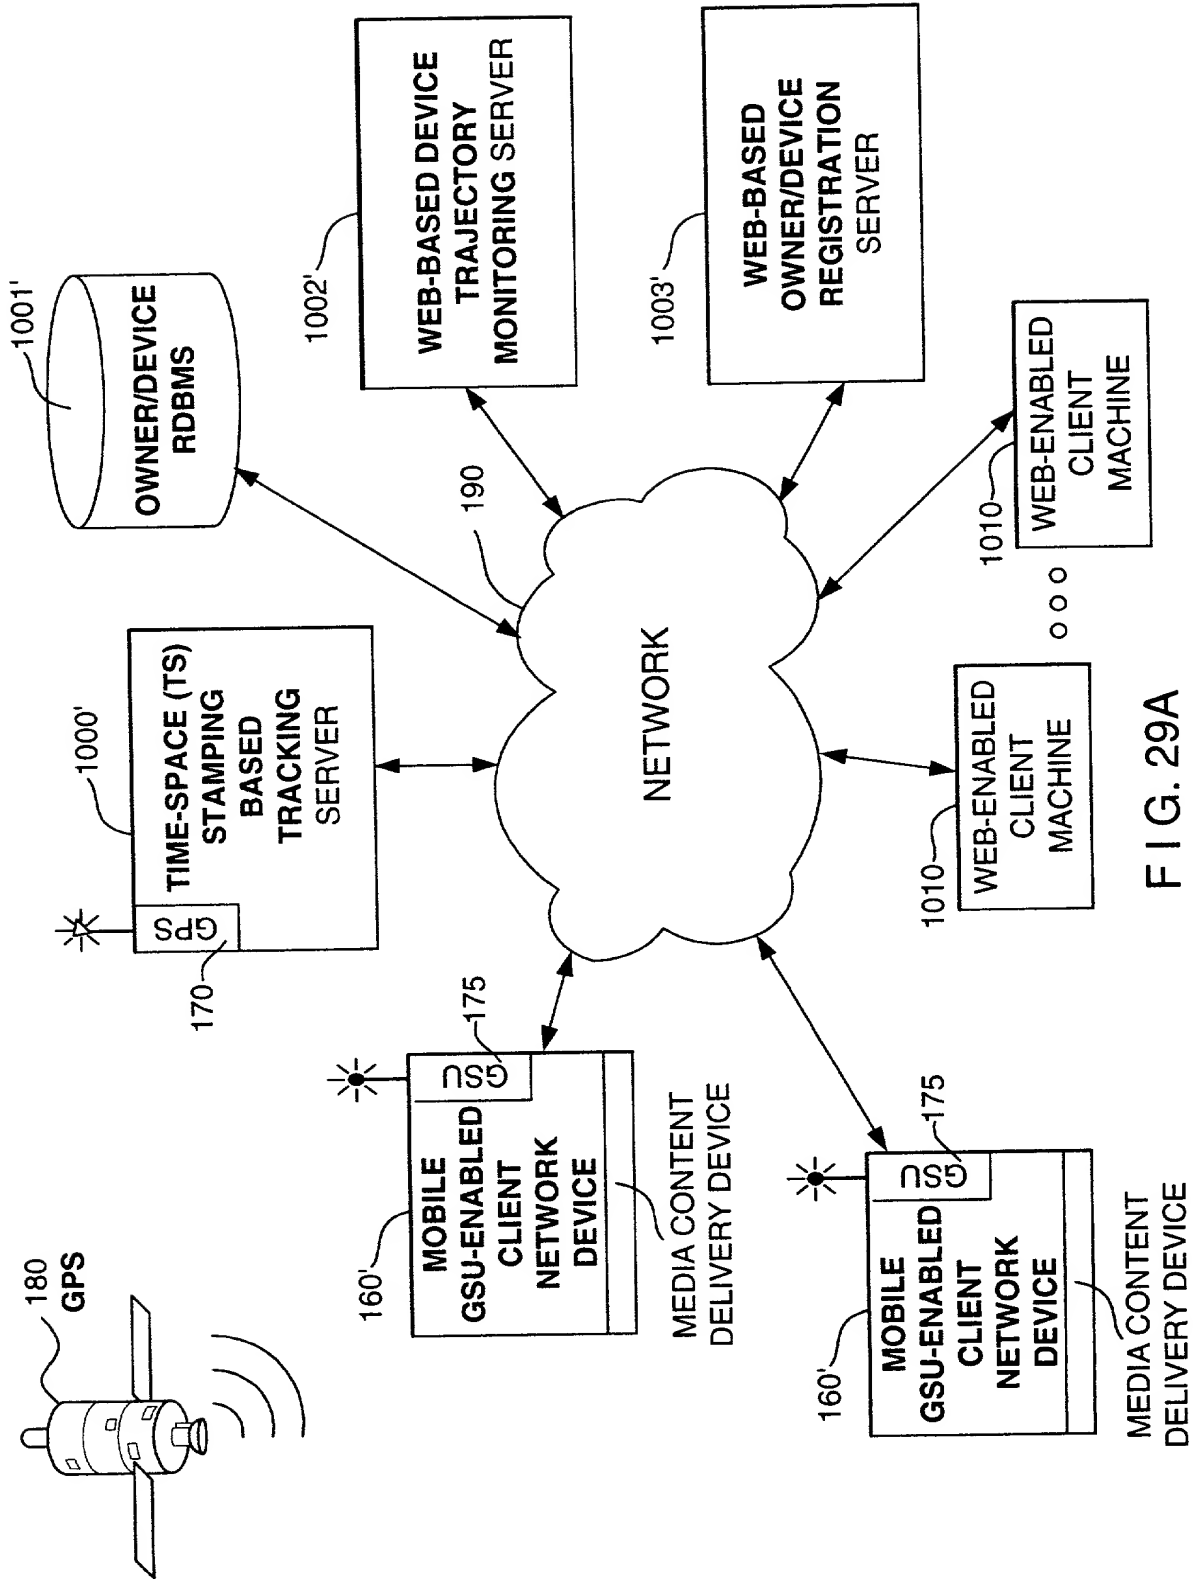 180
GPS
170
GPS
1000'
TIME-SPACE (TS)
STAMPING
BASED
TRACKING
SERVER
1001'
OWNER/DEVICE
RDBMS
160'
MOBILE
GSU-ENABLED
CLIENT
NETWORK
DEVICE
GSU
175
MEDIA CONTENT
DELIVERY DEVICE
190
NETWORK
1002'
WEB-BASED DEVICE
TRAJECTORY
MONITORING SERVER
160'
MOBILE
GSU-ENABLED
CLIENT
NETWORK
DEVICE
GSU
175
MEDIA CONTENT
DELIVERY DEVICE
1003'
WEB-BASED
OWNER/DEVICE
REGISTRATION
SERVER
1010
WEB-ENABLED
CLIENT
MACHINE
1010
WEB-ENABLED
CLIENT
MACHINE
FIG. 29A